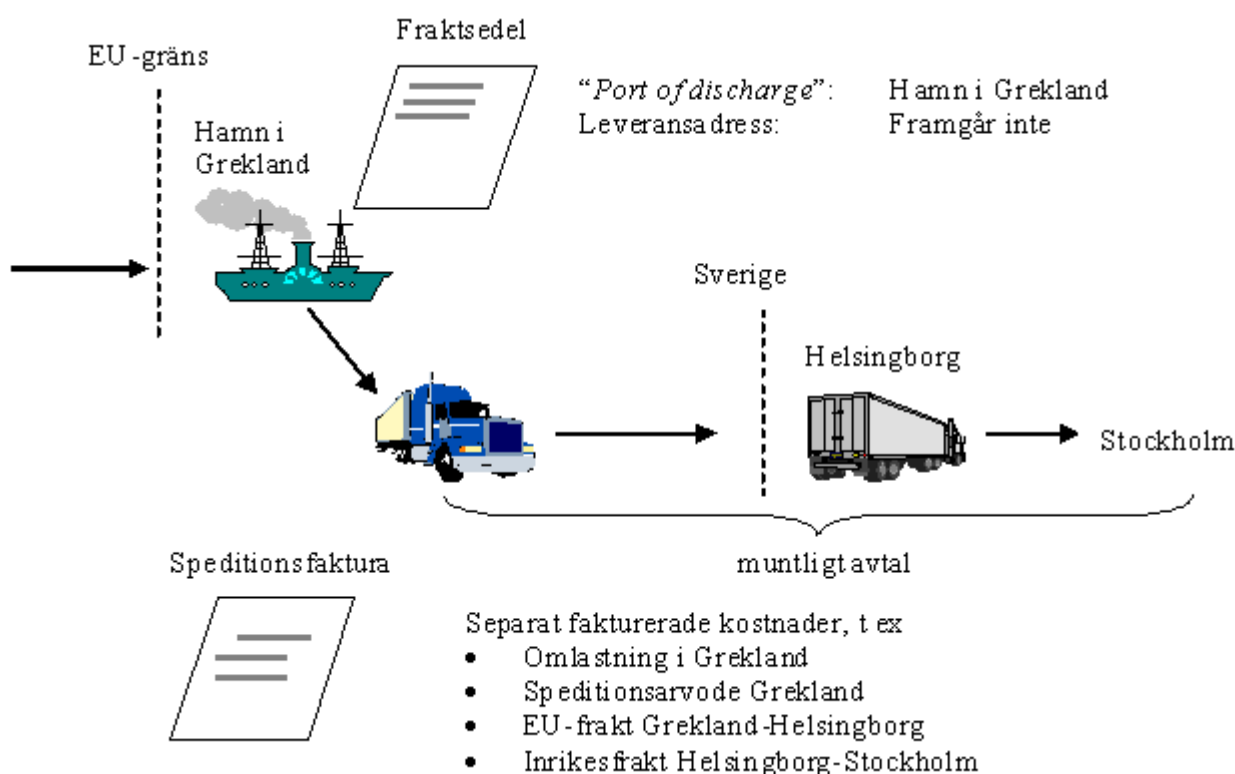 Fraktsedel
EU-gräns
"Port of discharge": Hamn i Grekland
Leveransadress: Framgår inte
Hamn i
Grekland
Sverige
Helsingborg
Stockholm
Speditionsfaktura
muntligt avtal
Separat fakturerade kostnader, t ex
• Omlastning i Grekland
• Speditionsarvode Grekland
• EU-frakt Grekland-Helsingborg
• Inrikesfrakt Helsingborg-Stockholm